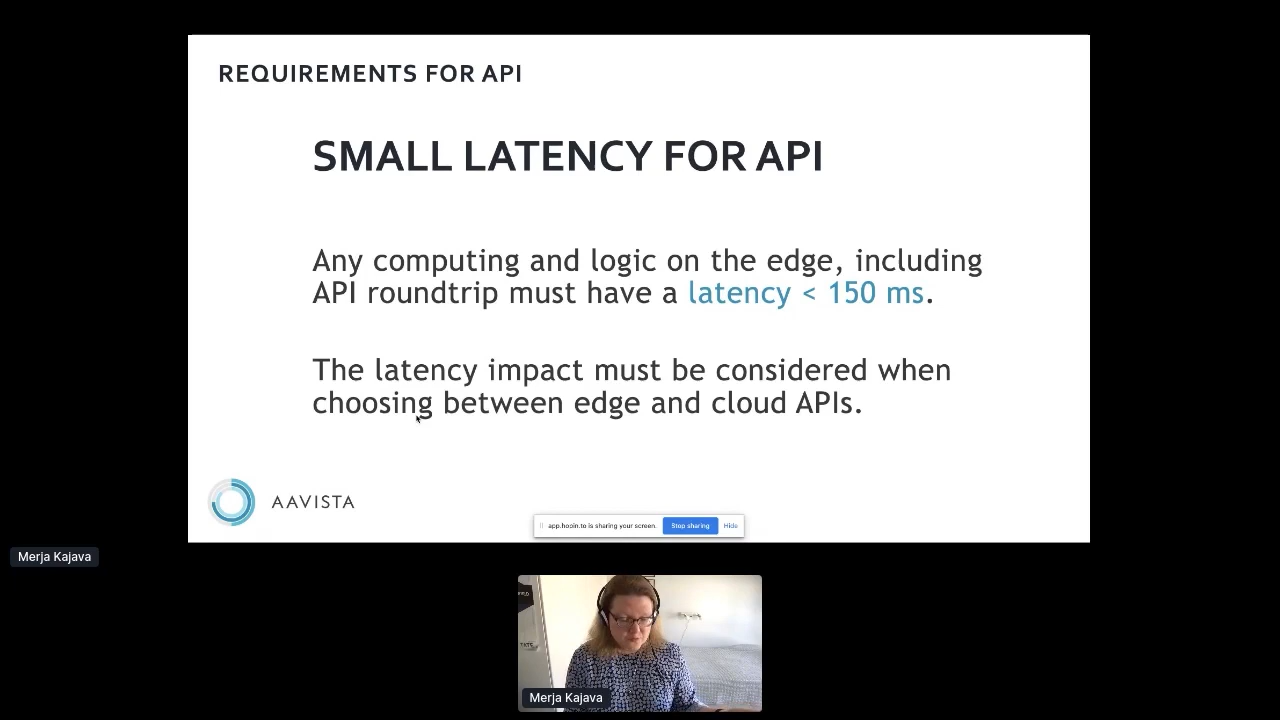 REQUIREMENTS FOR API
SMALL LATENCY FOR API
Any computing and logic on the edge, including
API roundtrip must have a latency < 150 ms.
The latency impact must be considered when
choosing between edge and cloud APIs.
AAVISTA
app.hopin.to is sharing your screen.
Stop sharing
Hide
Merja Kajava
Merja Kajava